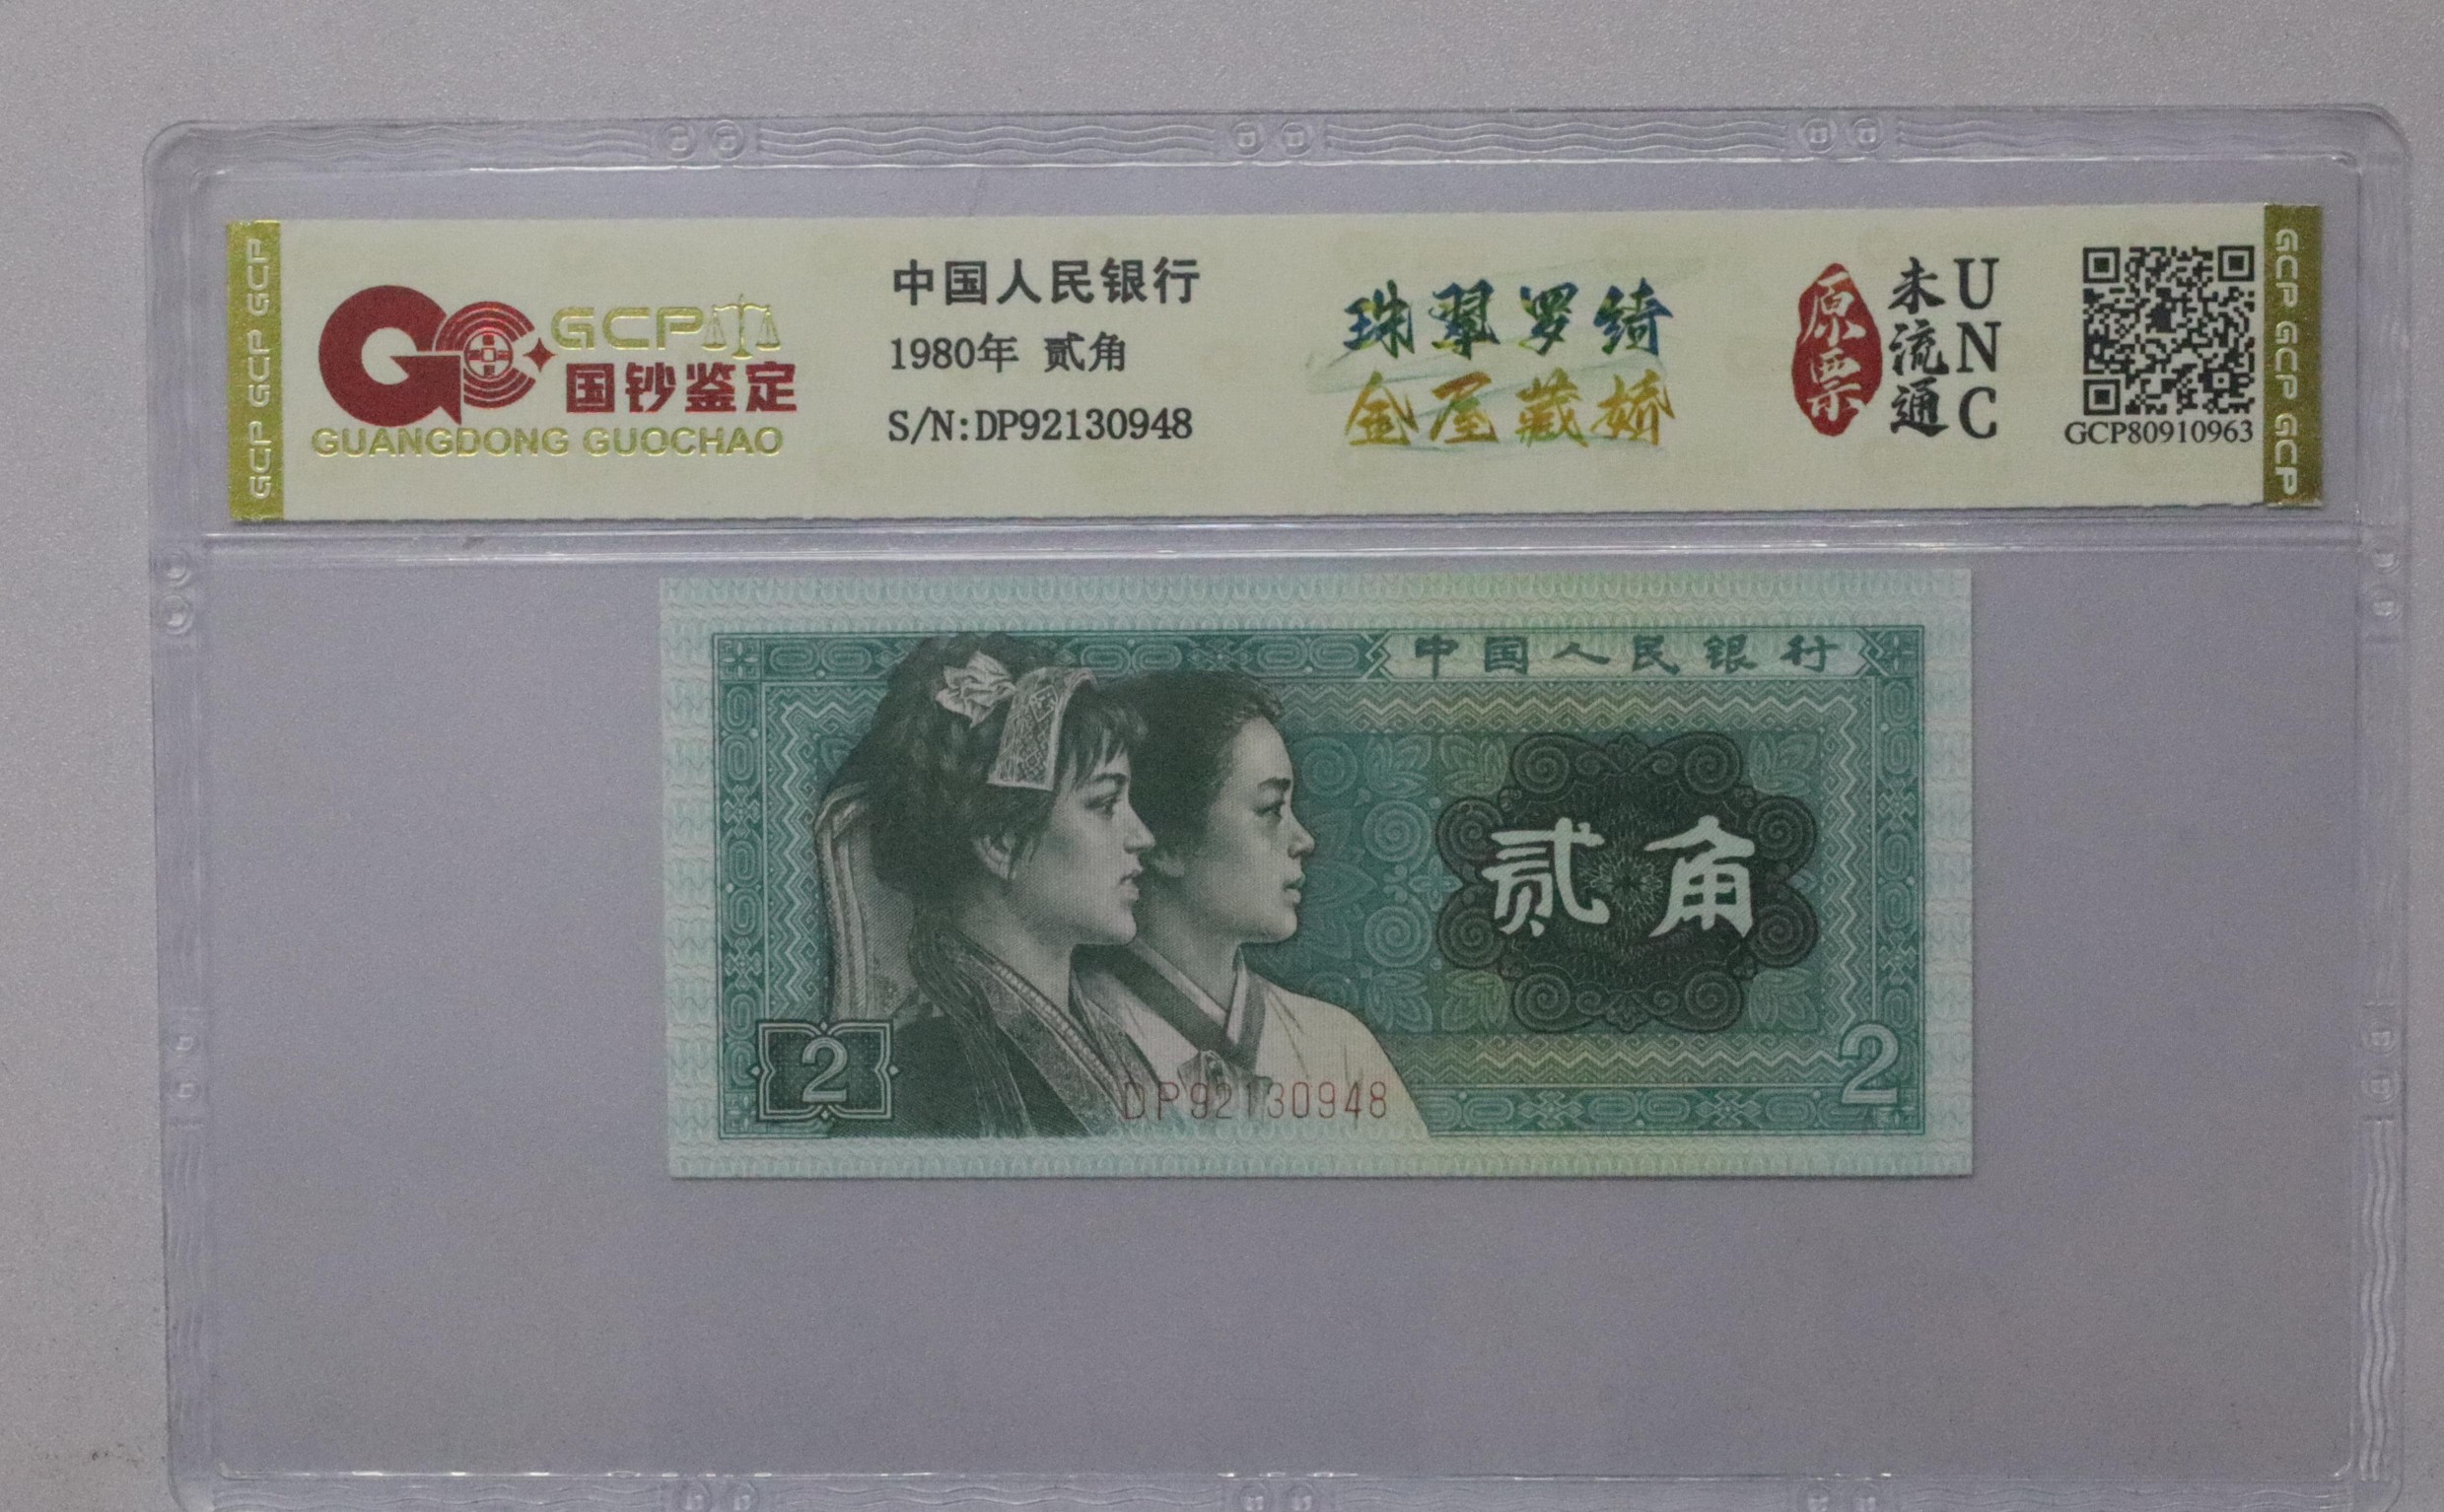 GCP GCP GCP
GCP
国钞鉴定
GUANGDONG GUOCHAO
中国人民银行
1980年 贰角
S/N:DP92130948
珠翠罗绮
金屋藏娇
原票
未流通
UNC
GCP80910963
GCP GCP GCP
中国人民银行
贰角
2
2
DP92130948